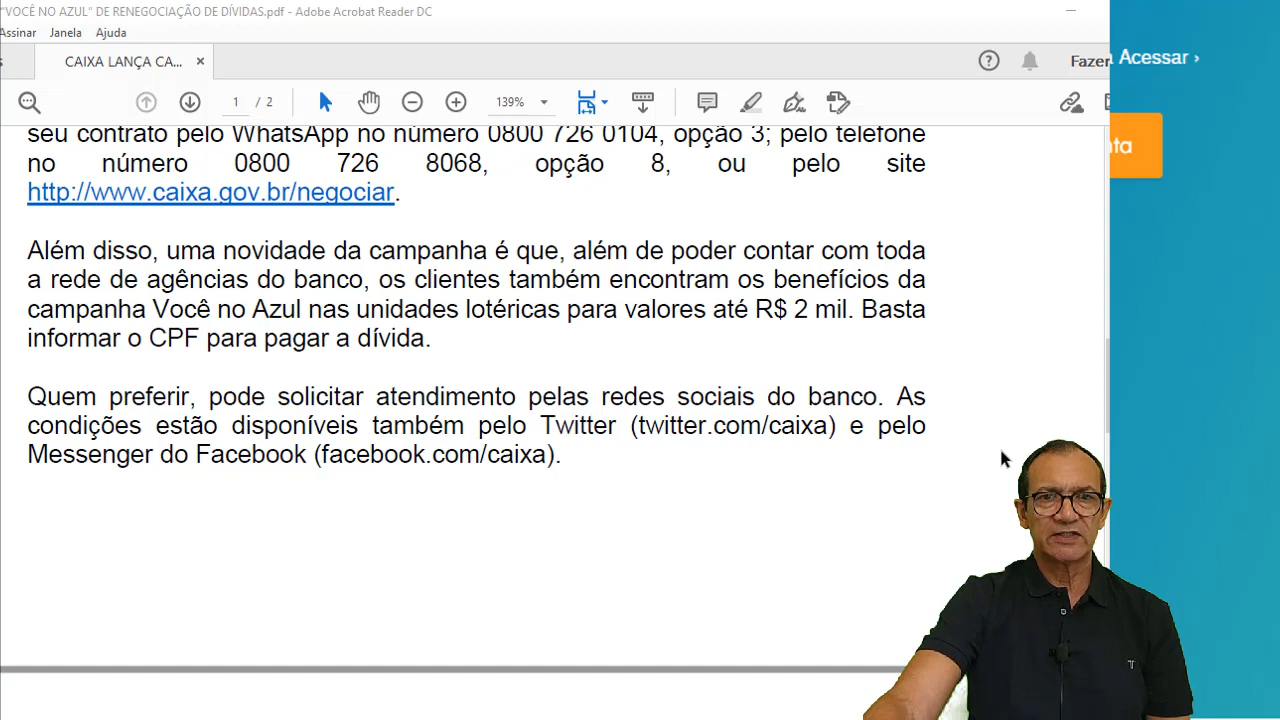 “VOCÊ NO AZUL” DE RENEGOCIAÇÃO DE DÍVIDAS.pdf - Adobe Acrobat Reader DC
Assinar Janela Ajuda
s CAIXA LANÇA CA... × Fazer
a Acessar ›
1 / 2 139%
nta
seu contrato pelo WhatsApp no número 0800 726 0104, opção 3; pelo telefone
no número 0800 726 8068, opção 8, ou pelo site
http://www.caixa.gov.br/negociar.
Além disso, uma novidade da campanha é que, além de poder contar com toda
a rede de agências do banco, os clientes também encontram os benefícios da
campanha Você no Azul nas unidades lotéricas para valores até R$ 2 mil. Basta
informar o CPF para pagar a dívida.
Quem preferir, pode solicitar atendimento pelas redes sociais do banco. As
condições estão disponíveis também pelo Twitter (twitter.com/caixa) e pelo
Messenger do Facebook (facebook.com/caixa).